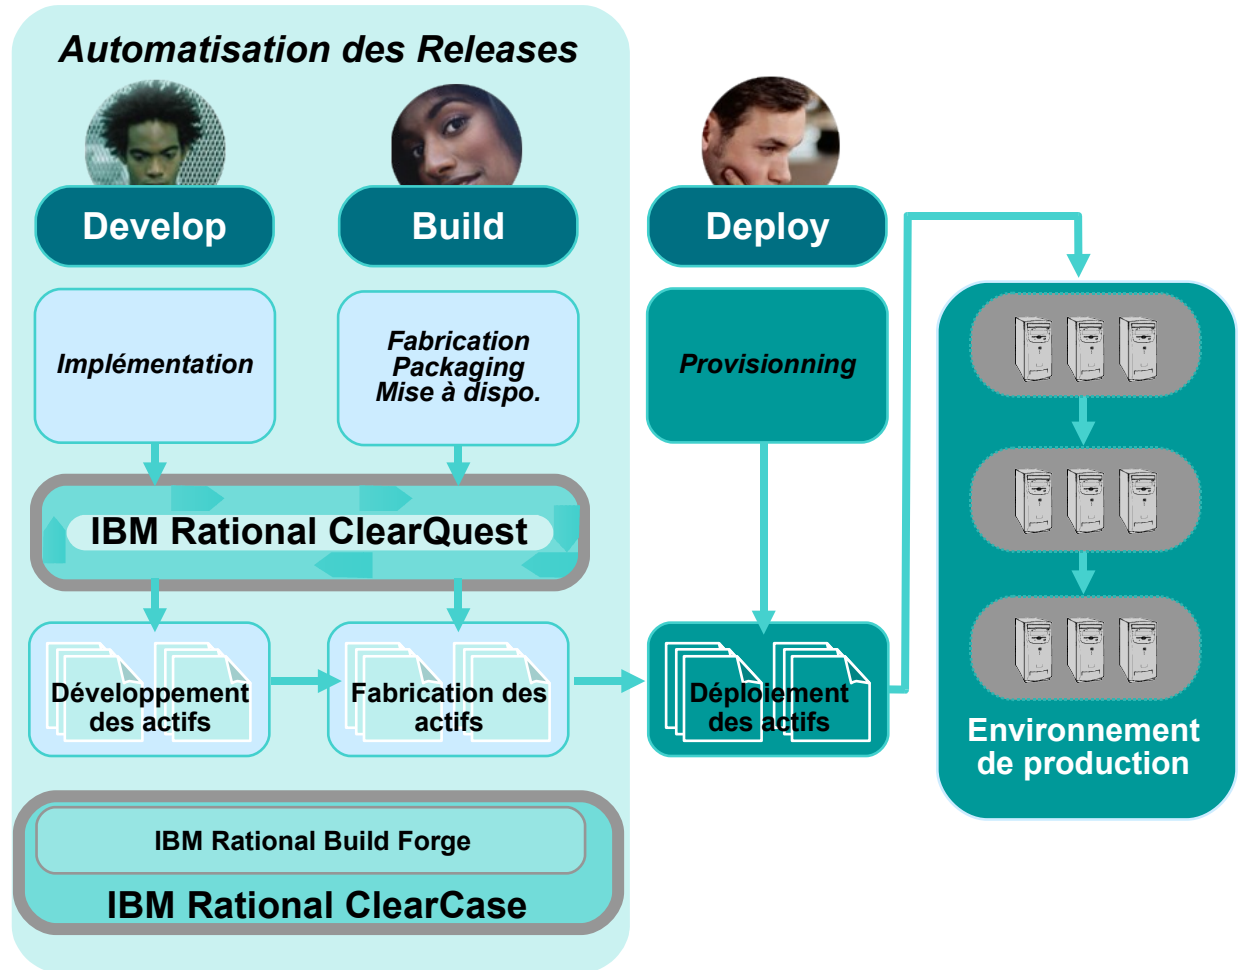 Automatisation des Releases
Develop
Build
Deploy
Implémentation
Fabrication
Packaging
Mise à dispo.
Provisionning
IBM Rational ClearQuest
Développement
des actifs
Fabrication des
actifs
Déploiement
des actifs
Environnement
de production
IBM Rational Build Forge
IBM Rational ClearCase